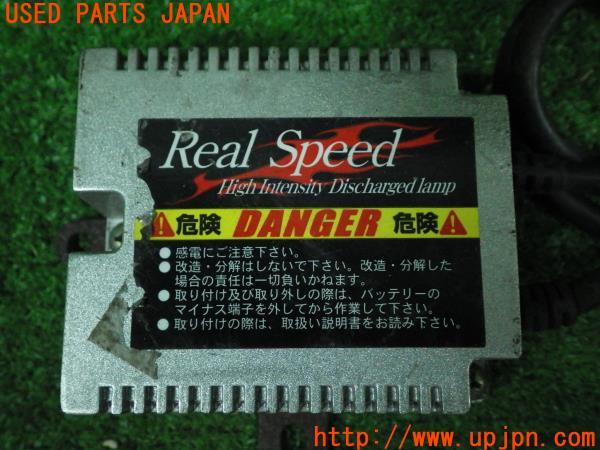 USED PARTS JAPAN
Real Speed
High Intensity Discharged lamp
危険 DANGER 危険
●感電にご注意下さい。
●改造・分解はしないで下さい。改造・分解した
場合の責任は一切負いかねます。
●取り付け及び取り外しの際は、バッテリーの
マイナス端子を外してから作業して下さい。
●取り付けの際は、取扱い説明書をお読み下さい。
http://www.upjpn.com/